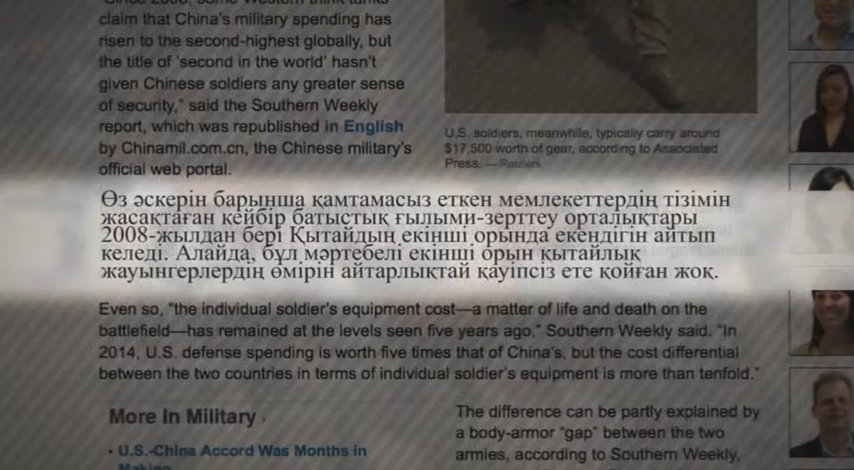 "Since 2008, some Western think tanks
claim that China's military spending has
risen to the second-highest globally, but
the title of 'second in the world' hasn't
given Chinese soldiers any greater sense
of security," said the Southern Weekly
report, which was republished in English
by Chinamil.com.cn, the Chinese military's
official web portal.
U.S. soldiers, meanwhile, typically carry around
$17,500 worth of gear, according to Associated
Press. — Reuters
Өз әскерін барынша қамтамасыз еткен мемлекеттердің тізімін
жасақтаған кейбір батыстық ғылыми-зерттеу орталықтары
2008-жылдан бері Қытайдың екінші орында екендігін айтып
келеді. Алайда, бұл мәртебелі екінші орын қытайлық
жауынгерлердің өмірін айтарлықтай қауіпсіз ете қойған жоқ.
Even so, "the individual soldier's equipment cost—a matter of life and death on the
battlefield—has remained at the levels seen five years ago," Southern Weekly said. "In
2014, U.S. defense spending is worth five times that of China's, but the cost differential
between the two countries in terms of individual soldier's equipment is more than tenfold."
More In Military ›
• U.S.-China Accord Was Months in
Making
The difference can be partly explained by
a body-armor "gap" between the two
armies, according to Southern Weekly,